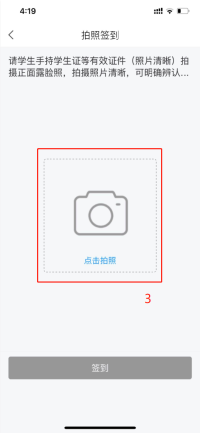 4:19
拍照签到
请学生手持学生证等有效证件（照片清晰）拍
摄正面露脸照，拍摄照片清晰，可明确辨认...
点击拍照
3
签到